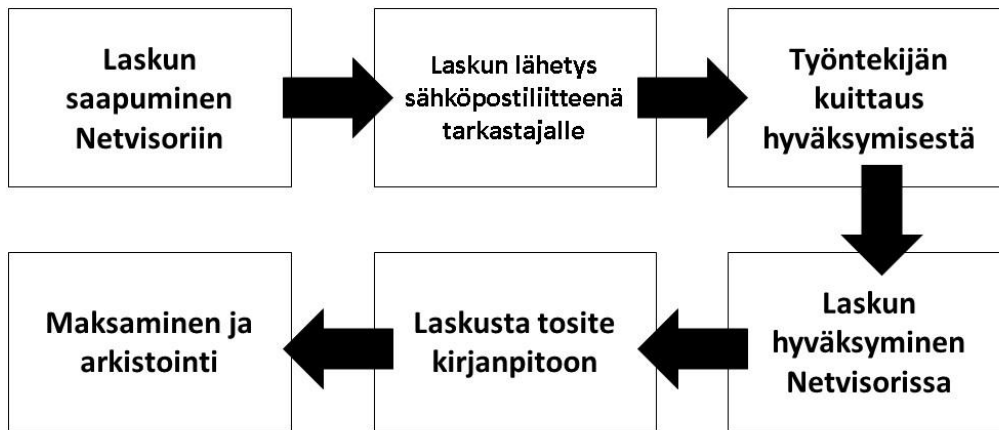 Laskun
saapuminen
Netvisoriin
Laskun lähetys
sähköpostiliitteenä
tarkastajalle
Työntekijän
kuittaus
hyväksymisestä
Laskun
hyväksyminen
Netvisorissa
Laskusta tosite
kirjanpitoon
Maksaminen ja
arkistointi